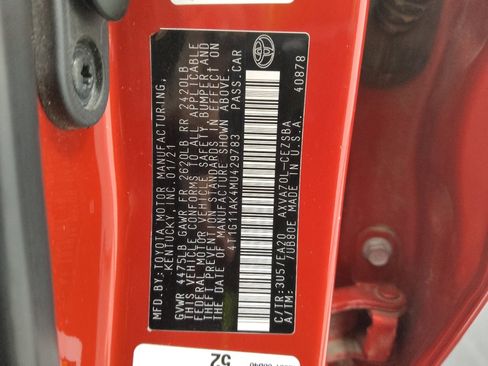 MFD.BY:TOYOTA MOTOR MANUFACTURING,
KENTUCKY, INC. 01/21
GVWR 4475LB GAWR FR 2670LB RR 2420LB
THIS VEHICLE CONFORMS TO ALL APPLICABLE
FEDERAL MOTOR VEHICLE SAFETY, BUMPER, AND
THEFT PREVENTION STANDARDS IN EFFECT ON
THE DATE OF MANUFACTURE SHOWN ABOVE.
4T1G11AK4MU429783 PASS.CAR
C/TR:3U5/EA20 AXVA70L-CEZSBA
A/TM: /UB80E MADE IN U.S.A.
40878
52